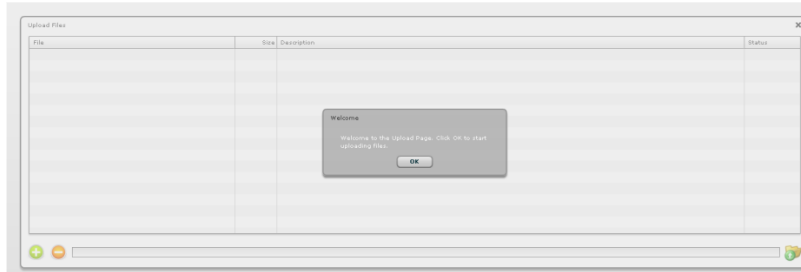 Upload Files
File Size Description Status
Welcome
Welcome to the Upload Page. Click OK to start
uploading files.
OK